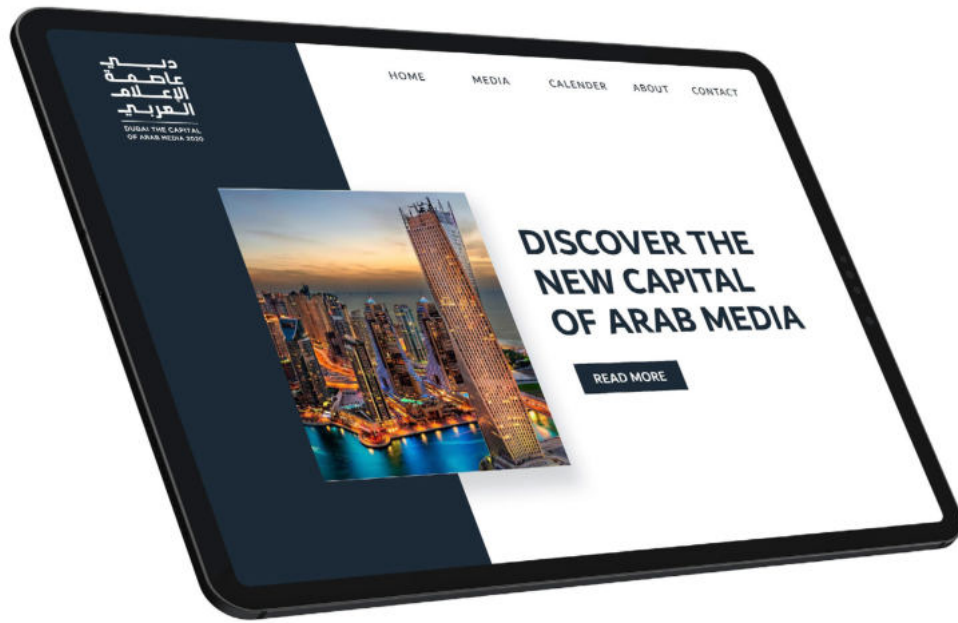 دبي
عاصمة
الإعلام
العربي
DUBAI THE CAPITAL
OF ARAB MEDIA 2020
HOME MEDIA CALENDER ABOUT CONTACT
DISCOVER THE
NEW CAPITAL
OF ARAB MEDIA
READ MORE